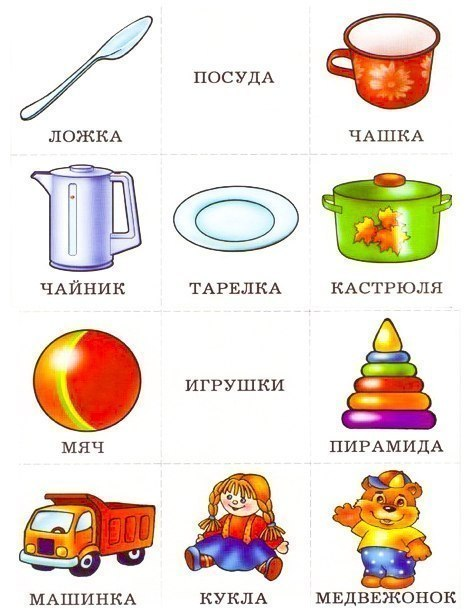 ПОСУДА
ЛОЖКА
ЧАШКА
ЧАЙНИК
ТАРЕЛКА
КАСТРЮЛЯ
ИГРУШКИ
МЯЧ
ПИРАМИДА
МАШИНКА
КУКЛА
МЕДВЕЖОНОК